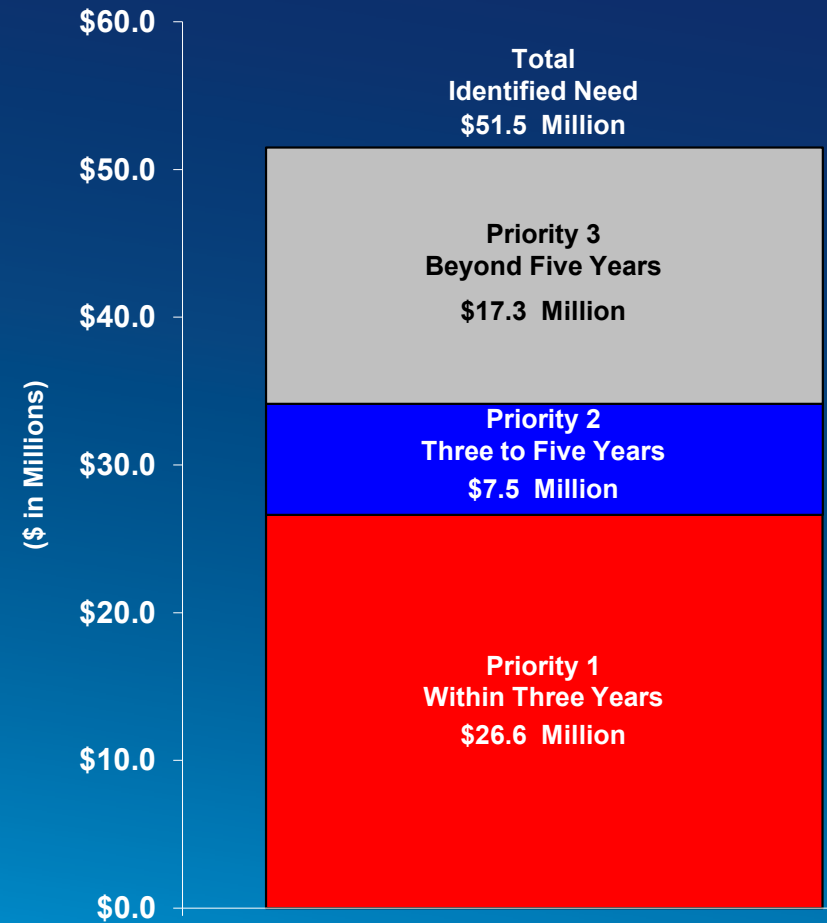 $60.0
$50.0
$40.0
$30.0
$20.0
$10.0
$0.0
($ in Millions)
Total
Identified Need
$51.5 Million
Priority 3
Beyond Five Years
$17.3 Million
Priority 2
Three to Five Years
$7.5 Million
Priority 1
Within Three Years
$26.6 Million